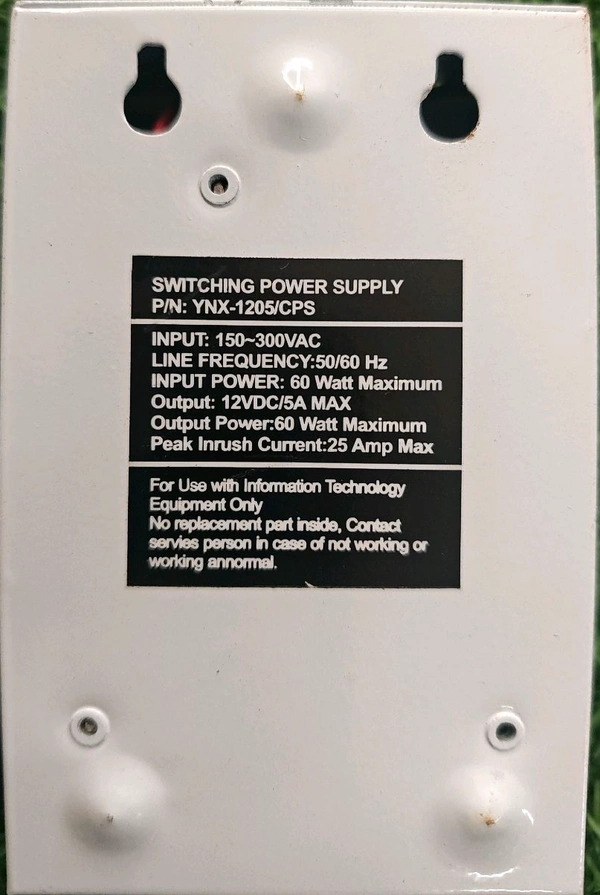 SWITCHING POWER SUPPLY
P/N: YNX-1205/CPS
INPUT: 150~300VAC
LINE FREQUENCY:50/60 Hz
INPUT POWER: 60 Watt Maximum
Output: 12VDC/5A MAX
Output Power:60 Watt Maximum
Peak Inrush Current:25 Amp Max
For Use with Information Technology
Equipment Only
No replacement part inside, Contact
servies person in case of not working or
working annormal.